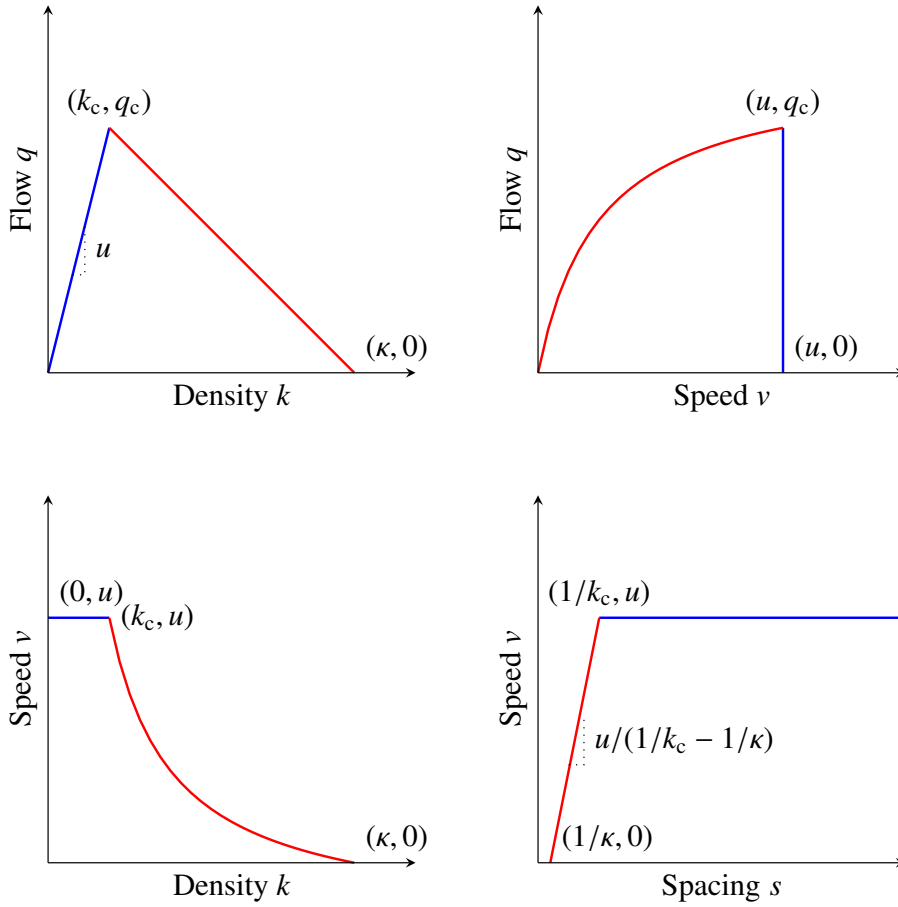 (k_c, q_c)
Flow q
u
(κ, 0)
Density k
(u, q_c)
Flow q
(u, 0)
Speed v
(0, u)
(k_c, u)
Speed v
(κ, 0)
Density k
(1/k_c, u)
Speed v
u/(1/k_c − 1/κ)
(1/κ, 0)
Spacing s